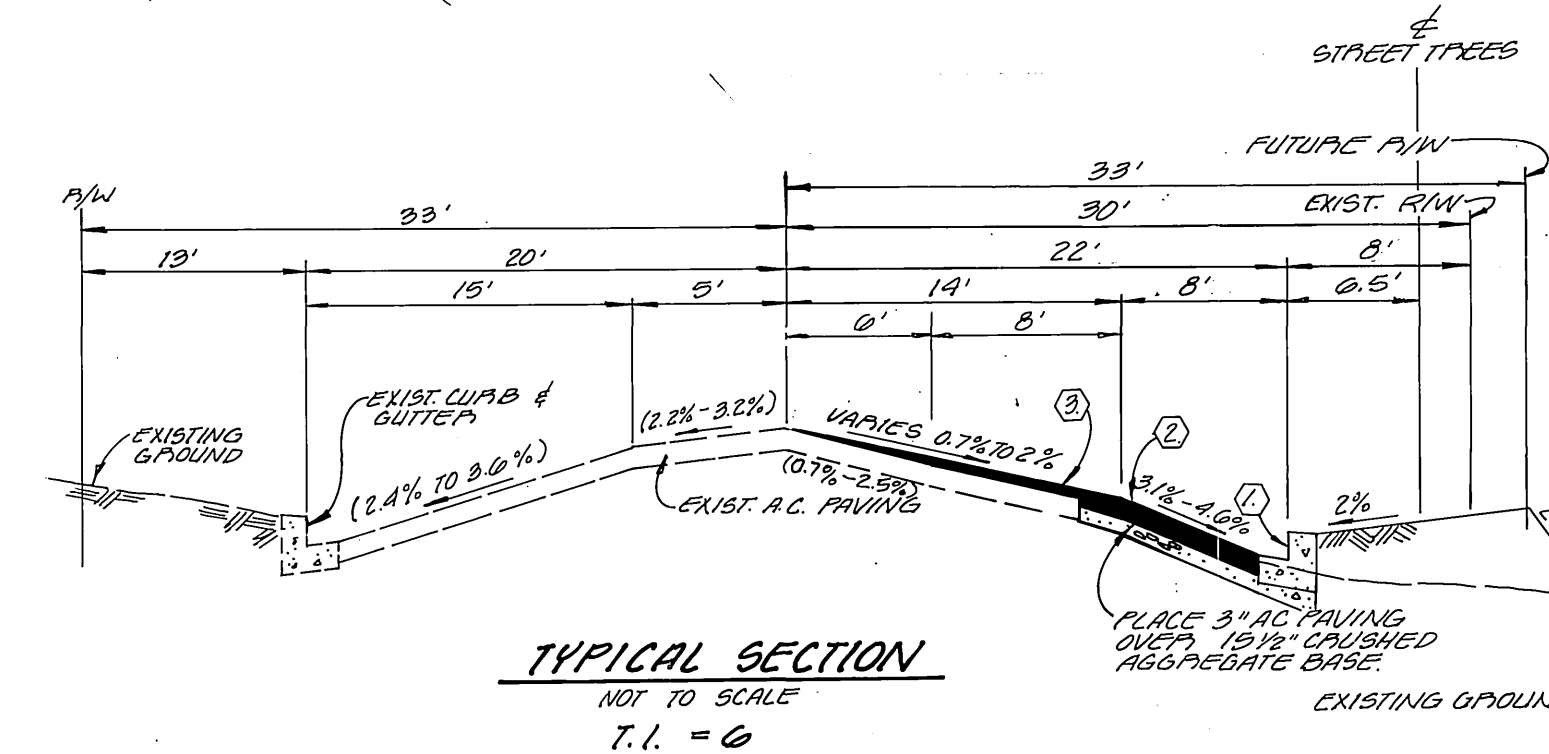 ℄
STREET TREES
FUTURE R/W
33'
R/W
33'
30'
EXIST. R/W
13'
20'
22'
8'
15'
5'
14'
8'
6.5'
6'
8'
EXIST. CURB &
GUTTER
(2.2%-3.2%)
VARIES 0.7% TO 2%
3.
2.
EXISTING
GROUND
(2.4% TO 3.6%)
(0.7%-2.5%)
3.1%-4.6%
1.
2%
EXIST. A.C. PAVING
PLACE 3" AC PAVING
OVER 15½" CRUSHED
AGGREGATE BASE.
TYPICAL SECTION
NOT TO SCALE
T.I. = 6
EXISTING GROUN